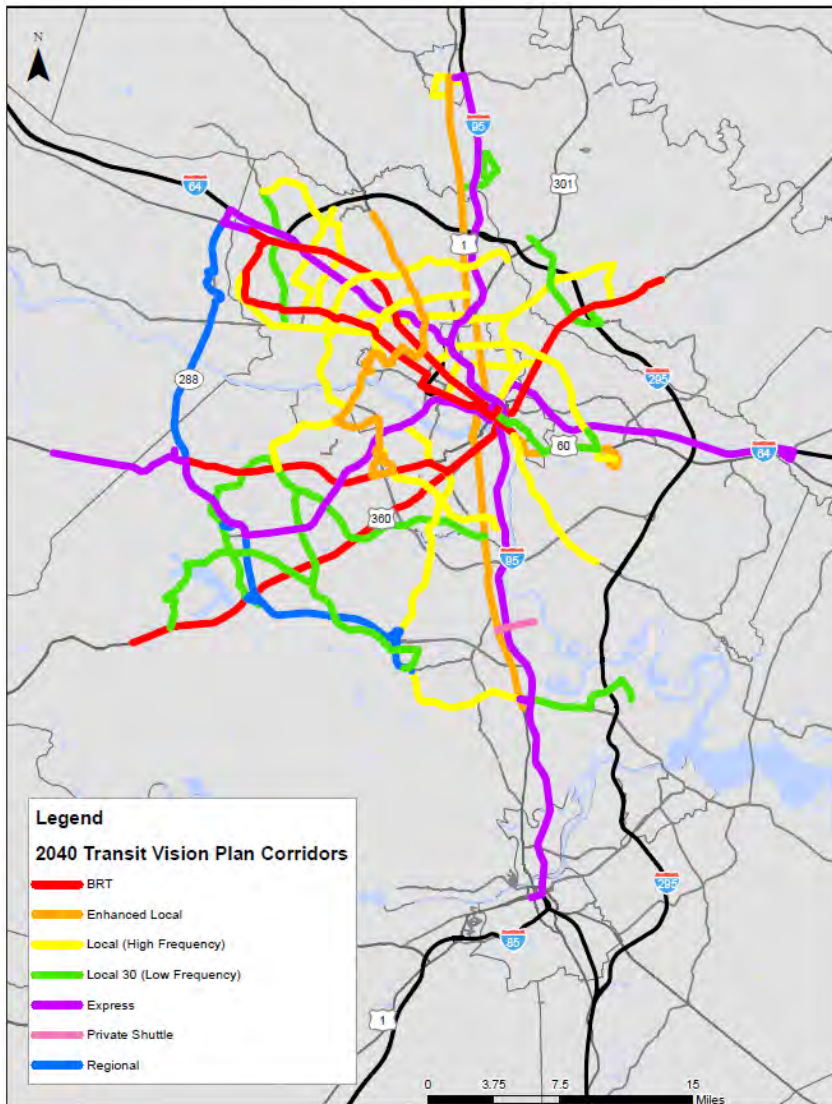 N
95
64
301
1
288
295
60
64
360
95
295
85
1
Legend
2040 Transit Vision Plan Corridors
BRT
Enhanced Local
Local (High Frequency)
Local 30 (Low Frequency)
Express
Private Shuttle
Regional
0 3.75 7.5 15
Miles